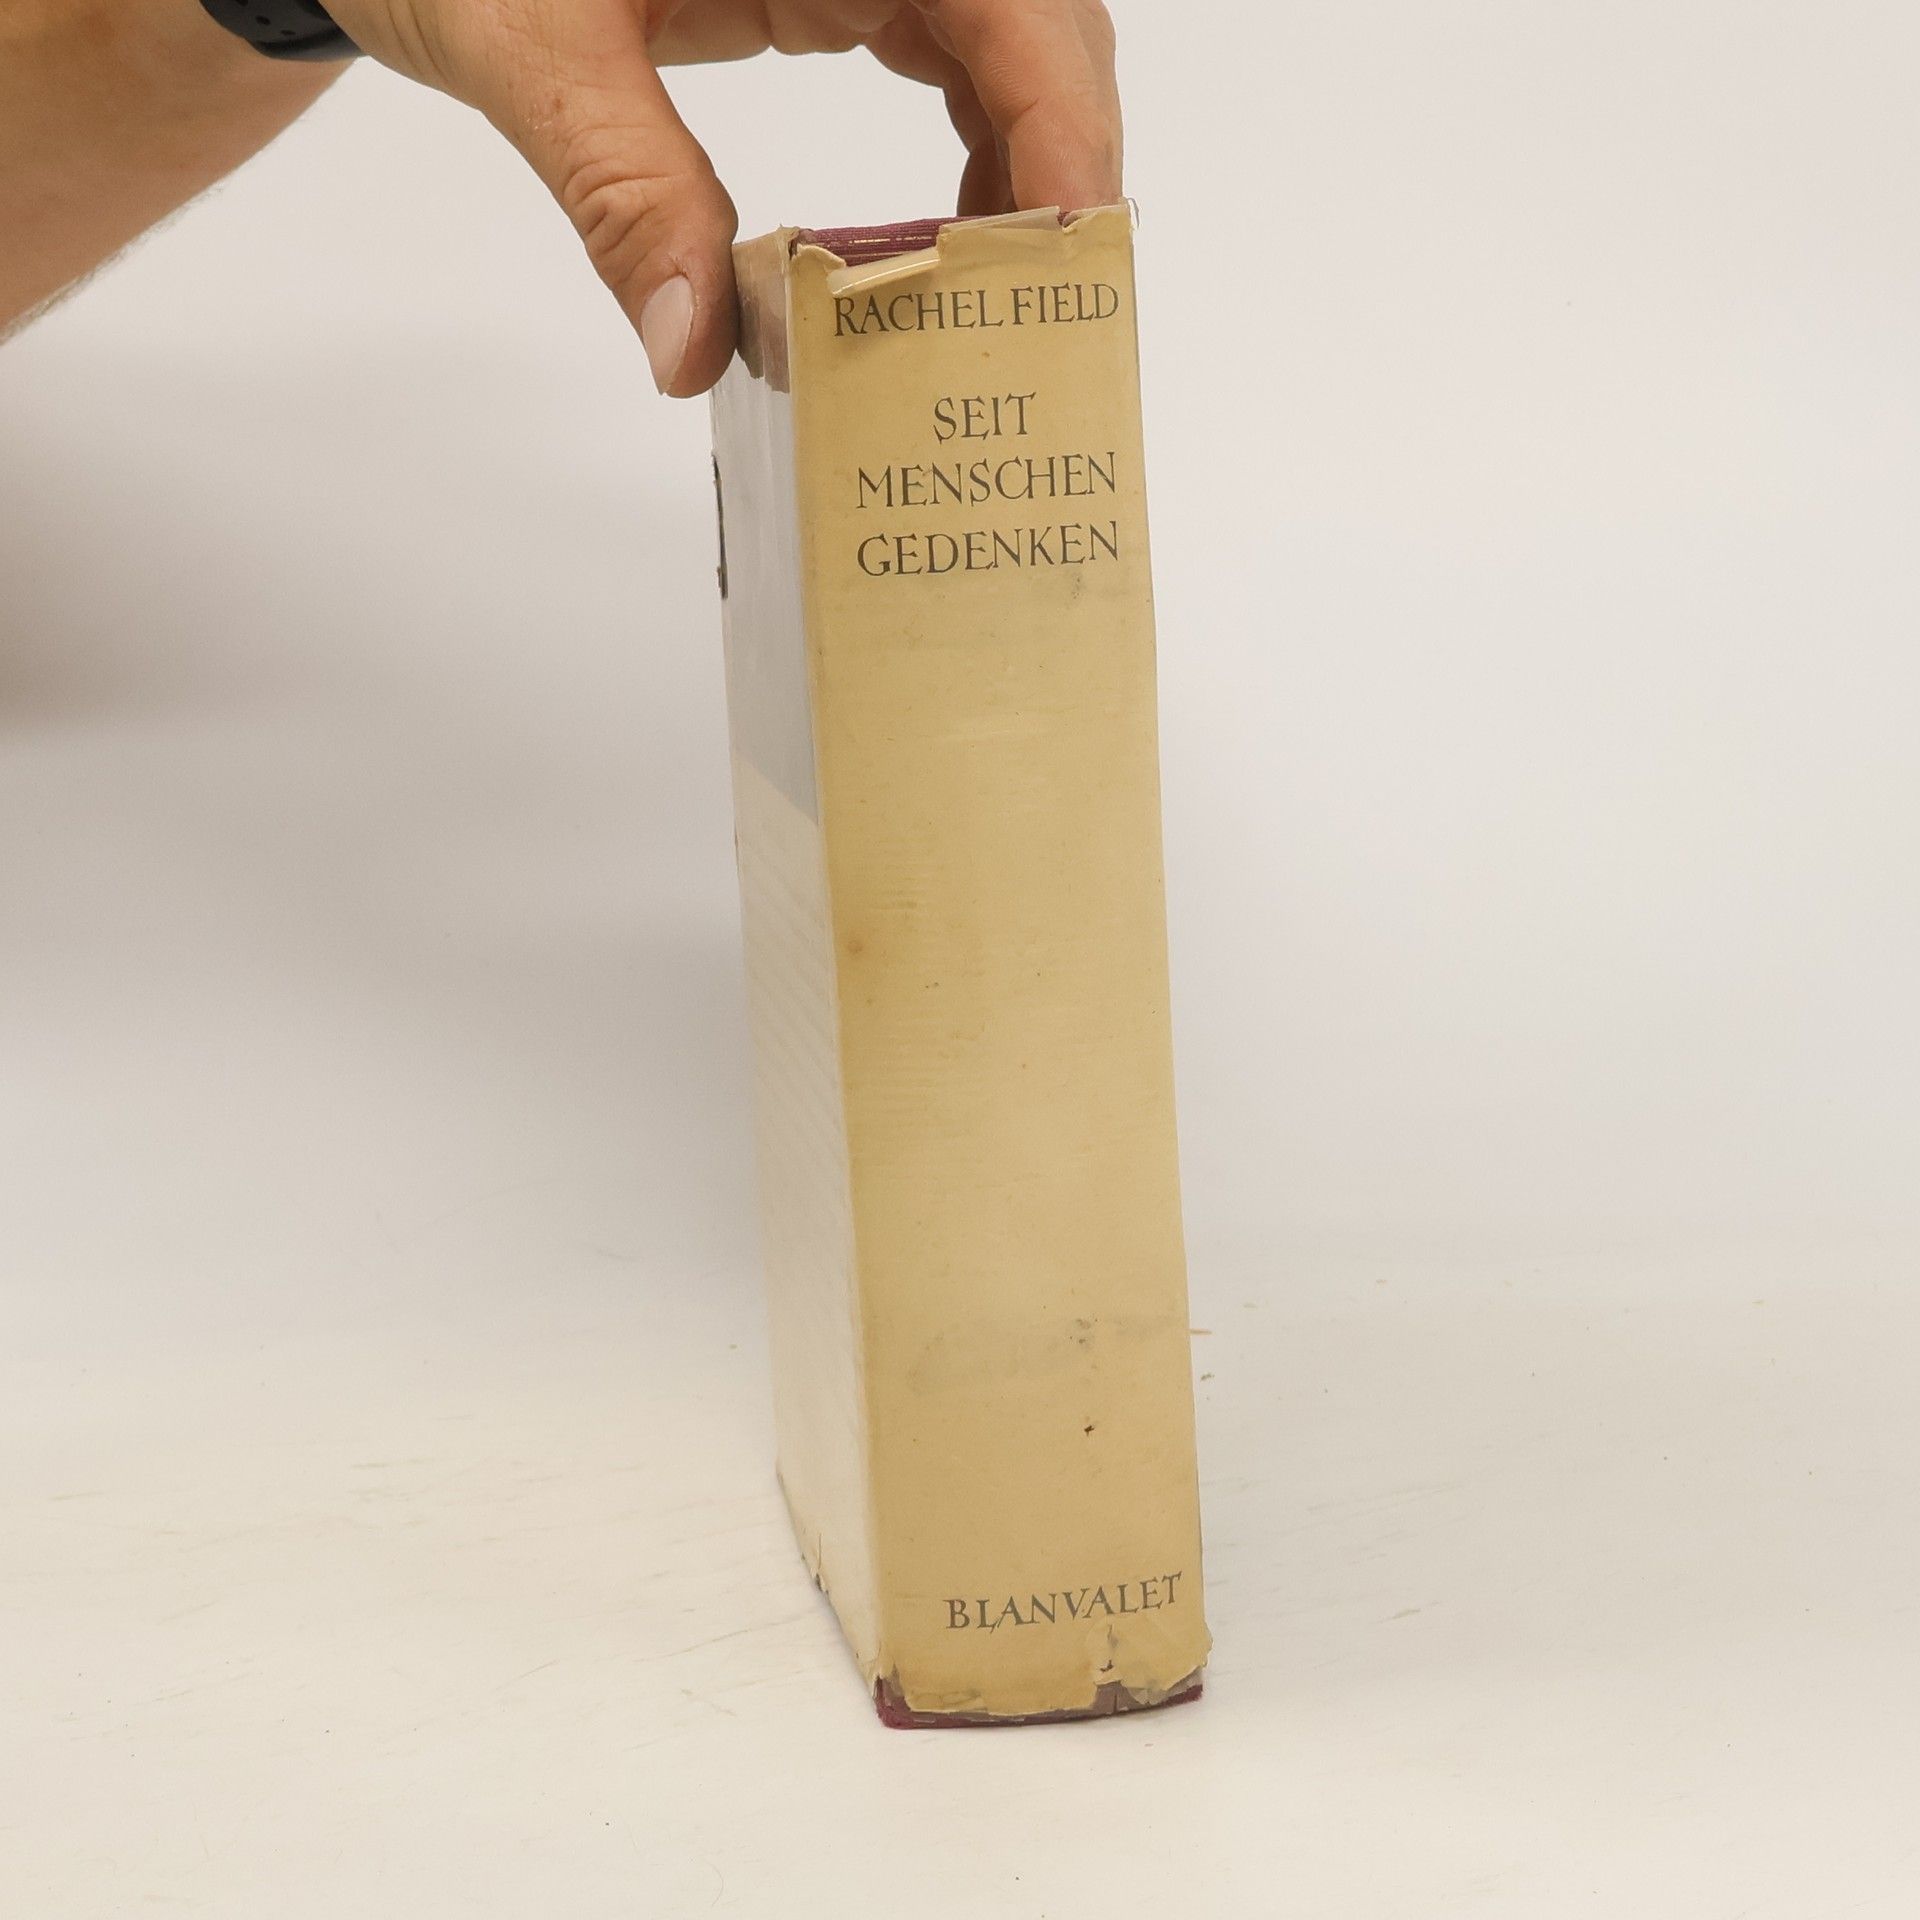 RACHEL FIELD
SEIT
MENSCHEN
GEDENKEN
BLANVALET